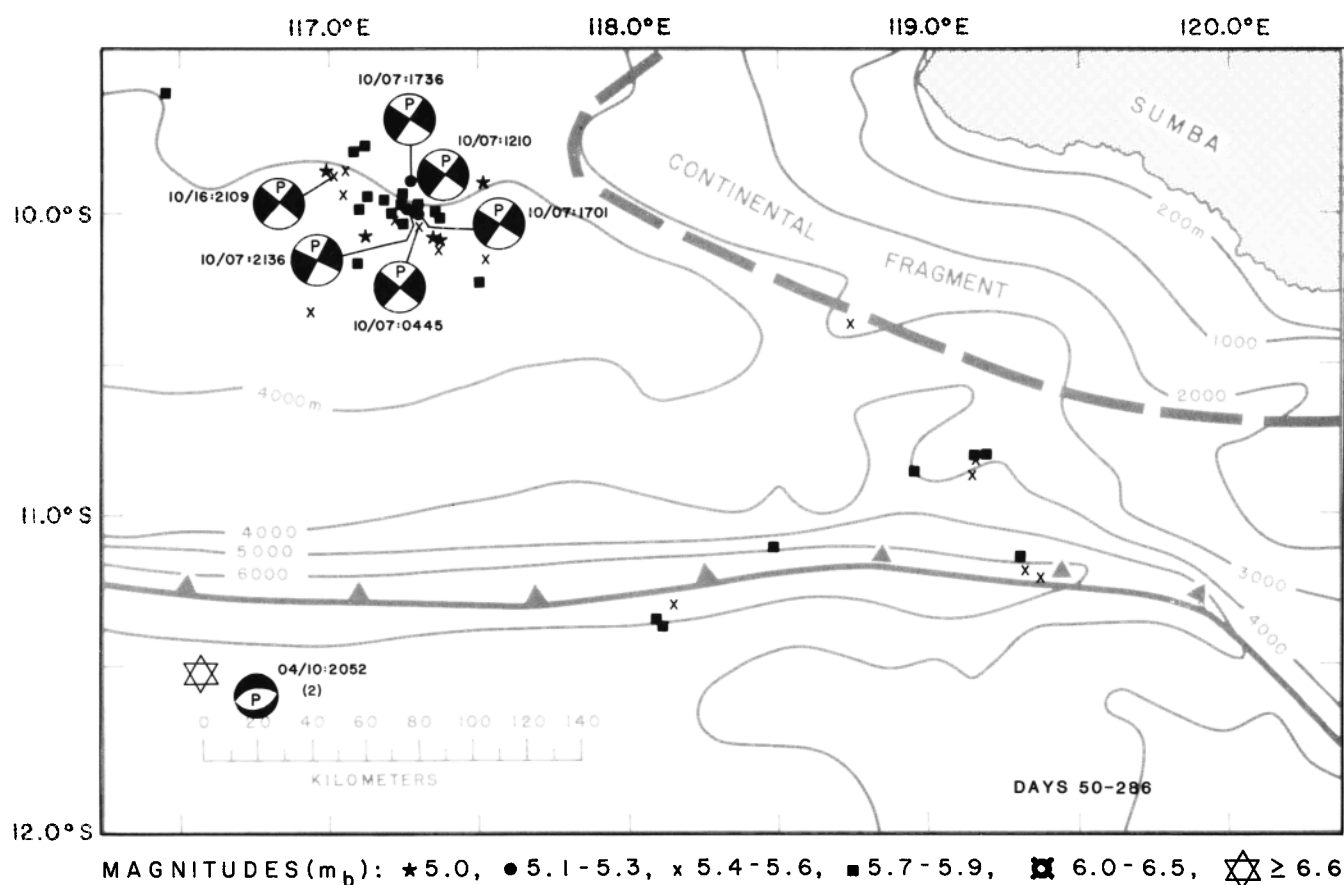 117.0°E 118.0°E 119.0°E 120.0°E
10/07:1736
P
10/07:1210
P
SUMBA
CONTINENTAL
FRAGMENT
10/16:2109
P
10/07:1701
P
10.0°S
200m
10/07:2136
P
P
10/07:0445
1000
4000m
2000
11.0°S
4000
5000
6000
3000
4000
04/10:2052
(2)
P
0 20 40 60 80 100 120 140
KILOMETERS
DAYS 50-286
12.0°S
MAGNITUDES(mb): ★ 5.0, ● 5.1-5.3, x 5.4-5.6, ■ 5.7-5.9, 6.0-6.5, ✡ ≥ 6.6